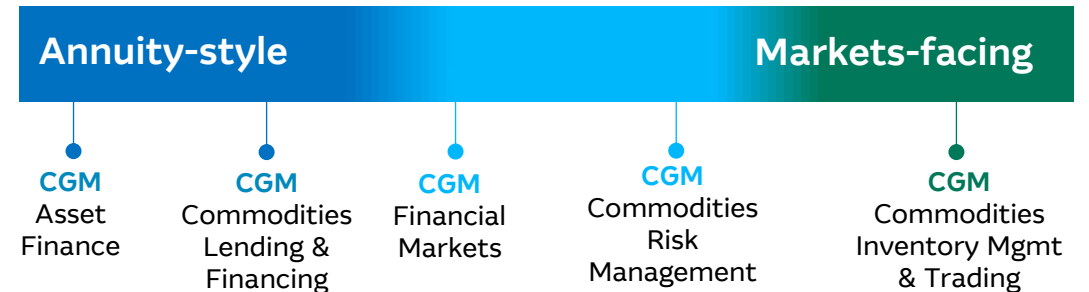 Annuity-style
Markets-facing
CGM
Asset
Finance
CGM
Commodities
Lending &
Financing
CGM
Financial
Markets
CGM
Commodities
Risk
Management
CGM
Commodities
Inventory Mgmt
& Trading